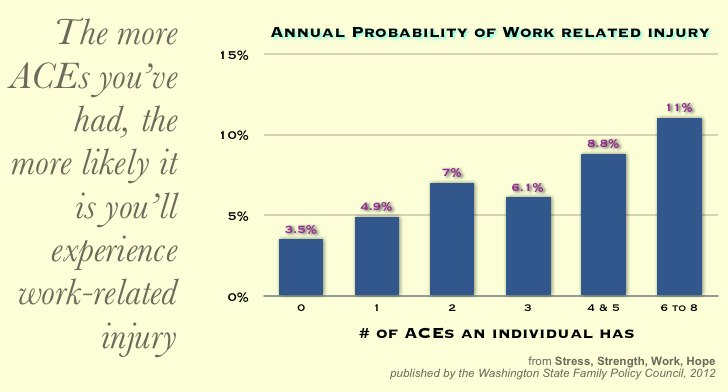 The more
ACEs you've
had, the
more likely it
is you'll
experience
work-related
injury
Annual Probability of Work related injury
15%
10%
5%
0%
3.5%
4.9%
7%
6.1%
8.8%
11%
0
1
2
3
4 & 5
6 to 8
# of ACEs an individual has
from Stress, Strength, Work, Hope
published by the Washington State Family Policy Council, 2012